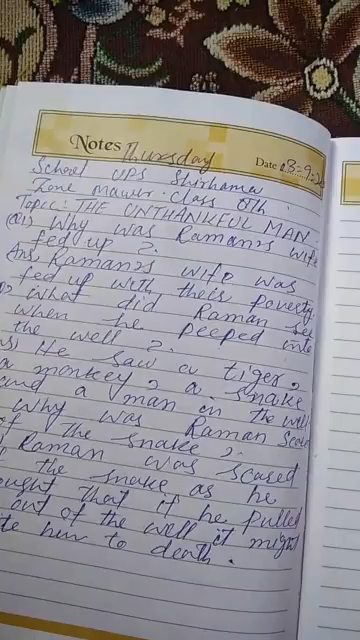 Notes Thursday Date 3-9-
School UPS Shirhama
Zone Mawer. Class 8th
Topic: THE UNTHANKFUL MAN.
(Q1) Why was Raman's wife
fed up ?
Ans. Raman's wife was
fed up with their poverty.
What did Raman see
when he peeped into
the well ?
He saw a tiger,
a monkey, a snake
and a man in the well
Why was Raman Scared
of the snake ?
Raman was scared
the snake as he
that if he pulled
out of the well it might
him to death.